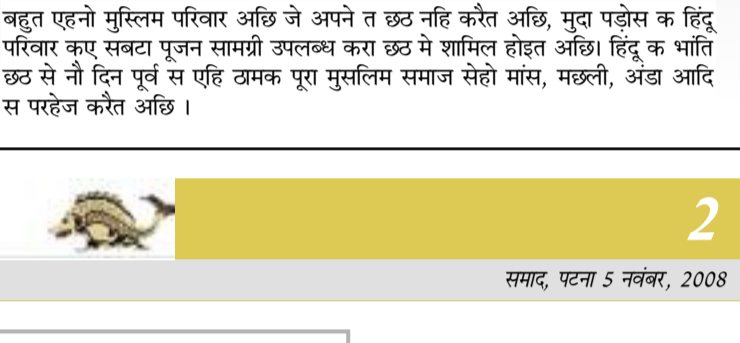 बहुत एहनो मुस्लिम परिवार अछि जे अपने त छठ नहि करैत अछि, मुदा पड़ोस क हिंदू
परिवार कए सबटा पूजन सामग्री उपलब्ध करा छठ मे शामिल होइत अछि। हिंदू क भांति
छठ से नौ दिन पूर्व स एहि ठामक पूरा मुसलिम समाज सेहो मांस, मछली, अंडा आदि
स परहेज करैत अछि ।
2
समाद, पटना 5 नवंबर, 2008